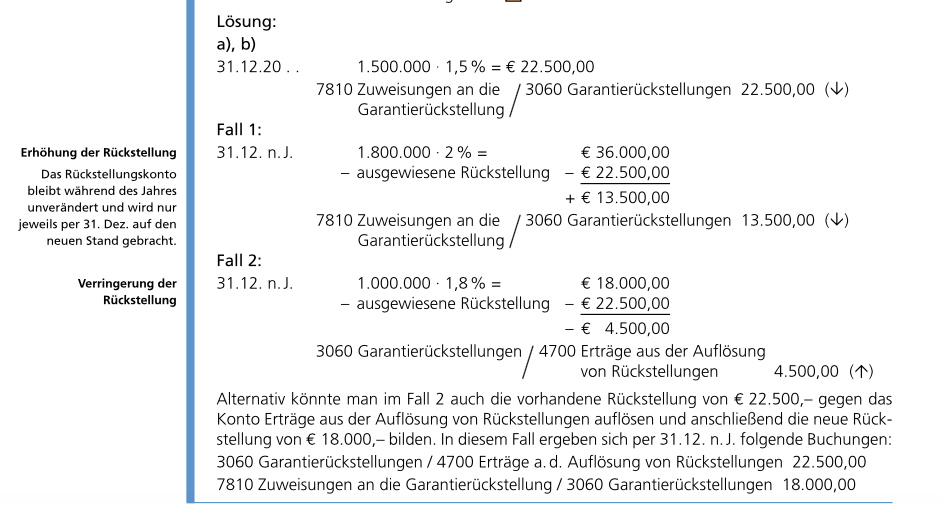 Lösung:
a), b)
31.12.20 . . 1.500.000 · 1,5 % = € 22.500,00
7810 Zuweisungen an die / 3060 Garantierückstellungen 22.500,00 (↓)
Garantierückstellung
Fall 1:
Erhöhung der Rückstellung
Das Rückstellungskonto
bleibt während des Jahres
unverändert und wird nur
jeweils per 31. Dez. auf den
neuen Stand gebracht.
31.12. n. J. 1.800.000 · 2 % = € 36.000,00
– ausgewiesene Rückstellung – € 22.500,00
+ € 13.500,00
7810 Zuweisungen an die / 3060 Garantierückstellungen 13.500,00 (↓)
Garantierückstellung
Fall 2:
Verringerung der
Rückstellung
31.12. n. J. 1.000.000 · 1,8 % = € 18.000,00
– ausgewiesene Rückstellung – € 22.500,00
– € 4.500,00
3060 Garantierückstellungen / 4700 Erträge aus der Auflösung
von Rückstellungen 4.500,00 (↑)
Alternativ könnte man im Fall 2 auch die vorhandene Rückstellung von € 22.500,– gegen das
Konto Erträge aus der Auflösung von Rückstellungen auflösen und anschließend die neue Rück-
stellung von € 18.000,– bilden. In diesem Fall ergeben sich per 31.12. n. J. folgende Buchungen:
3060 Garantierückstellungen / 4700 Erträge a. d. Auflösung von Rückstellungen 22.500,00
7810 Zuweisungen an die Garantierückstellung / 3060 Garantierückstellungen 18.000,00